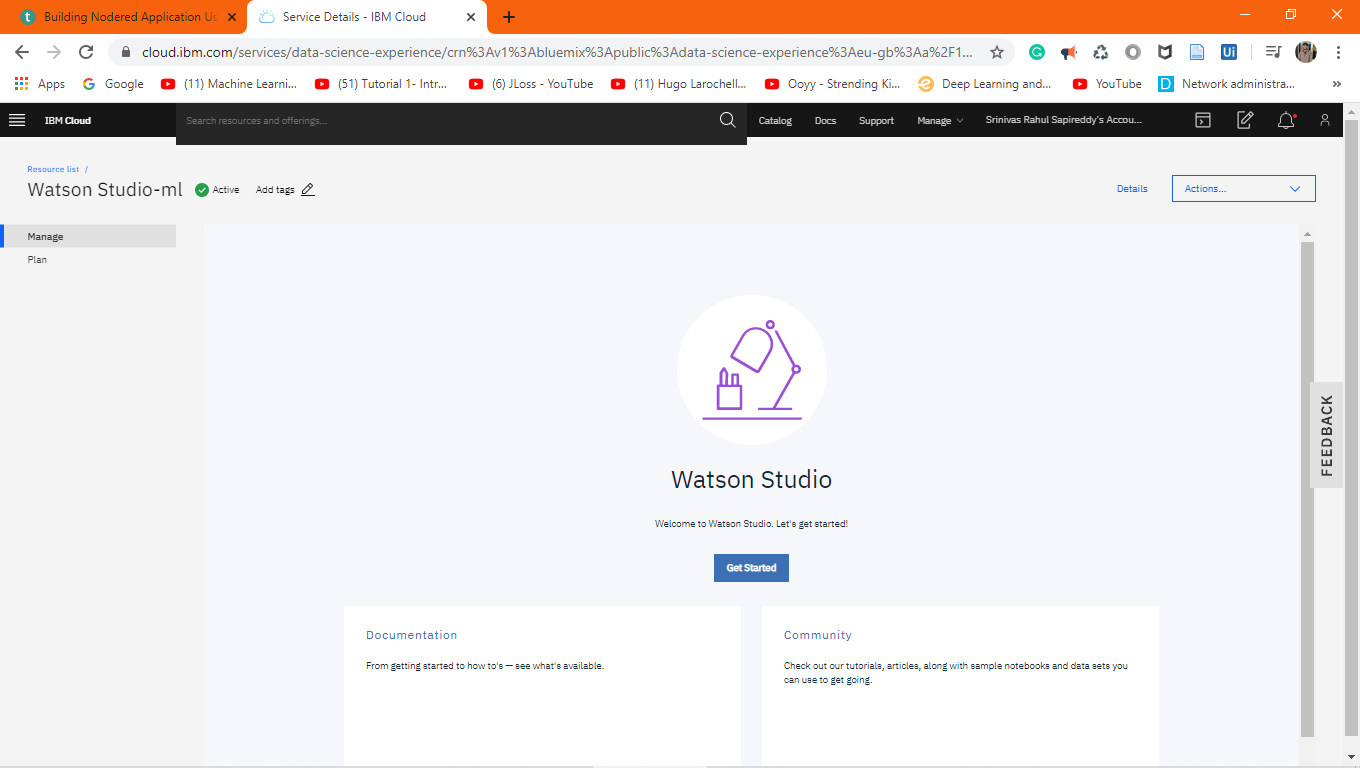 Building Nodered Application Us
Service Details - IBM Cloud
cloud.ibm.com/services/data-science-experience/crn%3Av1%3Abluemix%3Apublic%3Adata-science-experience%3Aeu-gb%3Aa%2F1...
Apps
Google
(11) Machine Learni...
(51) Tutorial 1- Intr...
(6) JLoss - YouTube
(11) Hugo Larochell...
Ooyy - Strending Ki...
Deep Learning and...
YouTube
Network administra...
IBM Cloud
Search resources and offerings...
Catalog
Docs
Support
Manage
Srinivas Rahul Sapireddy's Accou...
Resource list /
Watson Studio-ml
Active
Add tags
Details
Actions...
Manage
Plan
Watson Studio
Welcome to Watson Studio. Let's get started!
Get Started
Documentation
From getting started to how to's — see what's available.
Community
Check out our tutorials, articles, along with sample notebooks and data sets you
can use to get going.
FEEDBACK